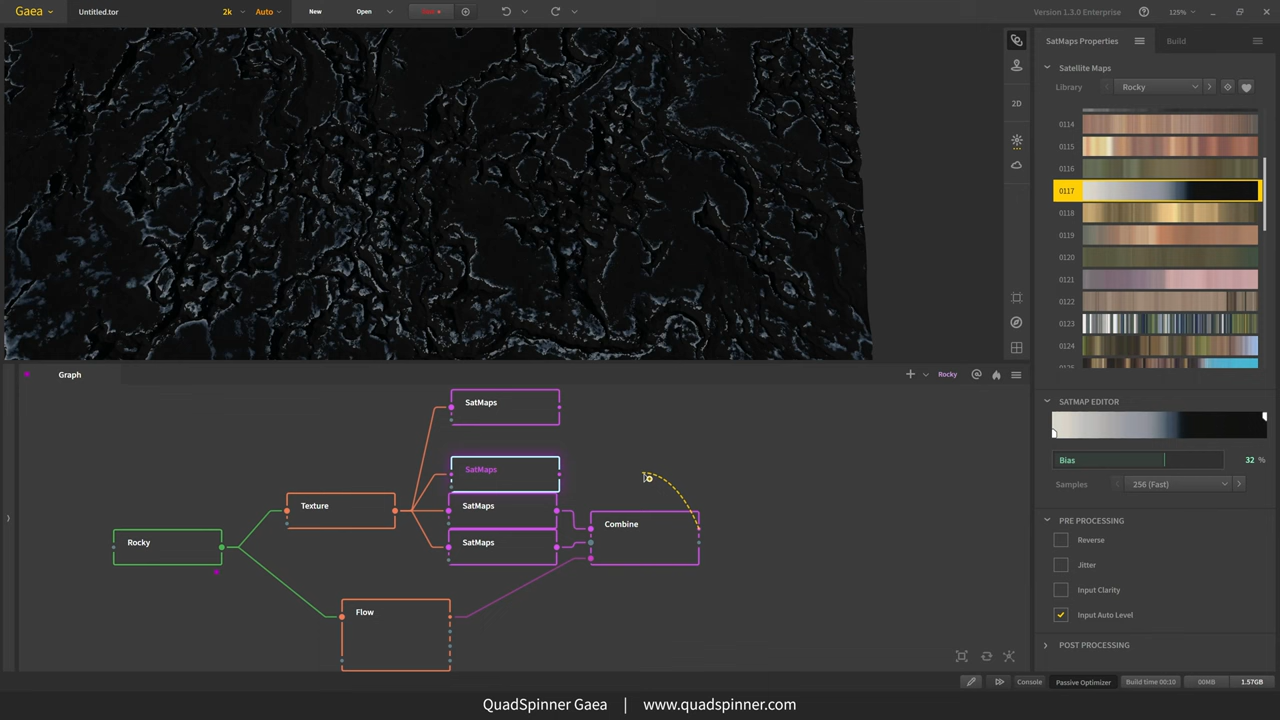 Gaea
Untitled.tor
2k
Auto
New
Open
Version 1.3.0 Enterprise
125%
SatMaps Properties
Build
Satellite Maps
Library
Rocky
0114
0115
0116
0117
0118
0119
0120
0121
0122
0123
0124
SATMAP EDITOR
Bias
32 %
Samples
256 (Fast)
PRE PROCESSING
Reverse
Jitter
Input Clarity
Input Auto Level
POST PROCESSING
Graph
Rocky
SatMaps
SatMaps
Texture
SatMaps
Combine
Rocky
SatMaps
Flow
Console
Passive Optimizer
Build time 00:10
00MB
1.57GB
QuadSpinner Gaea | www.quadspinner.com